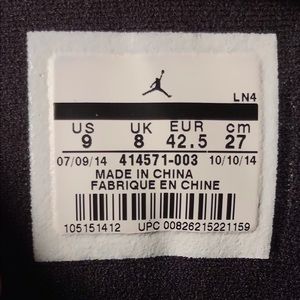 LN4
US UK EUR cm
9 8 42.5 27
07/09/14 414571-003 10/10/14
MADE IN CHINA
FABRIQUE EN CHINE
105151412 UPC 00826215221159